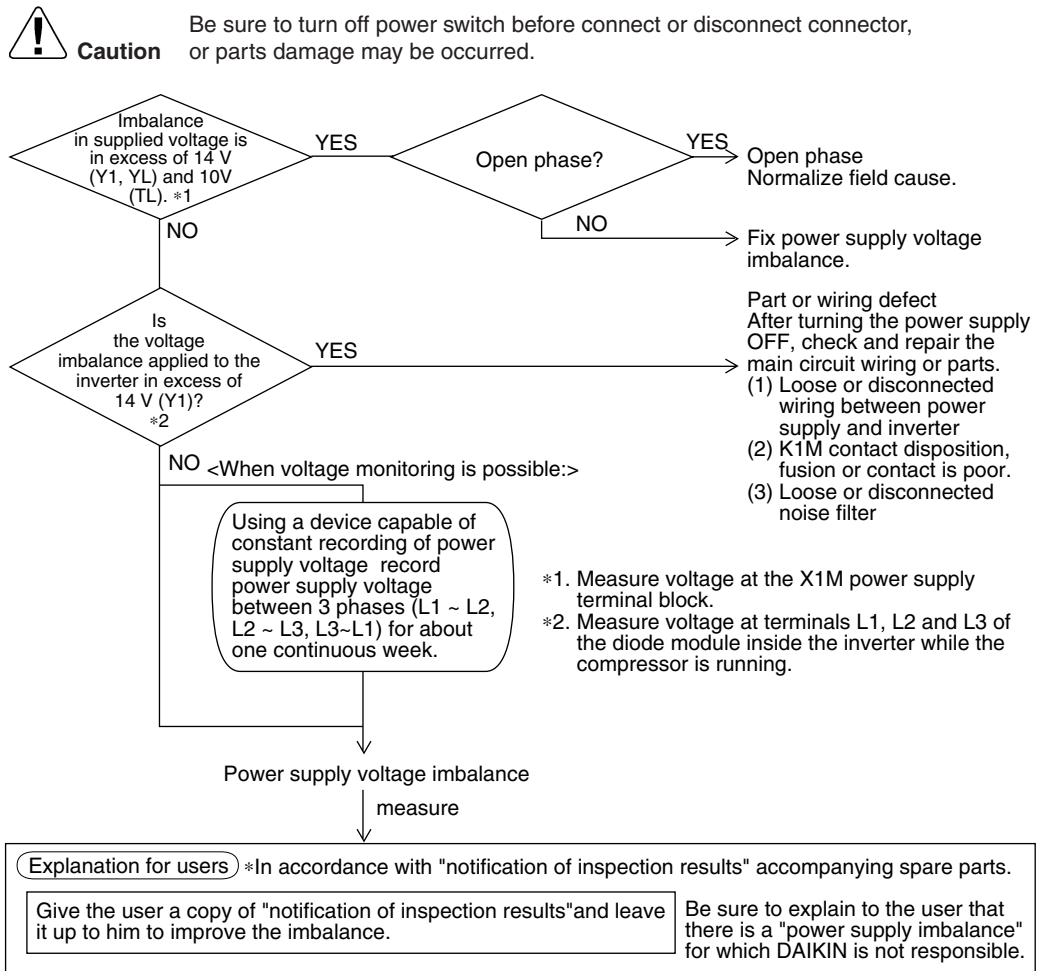 Be sure to turn off power switch before connect or disconnect connector,
Caution or parts damage may be occurred.
Imbalance
in supplied voltage is
in excess of 14 V
(Y1, YL) and 10V
(TL). *1
YES
Open phase?
YES
Open phase
Normalize field cause.
NO
NO
Fix power supply voltage
imbalance.
Is
the voltage
imbalance applied to the
inverter in excess of
14 V (Y1)?
*2
YES
Part or wiring defect
After turning the power supply
OFF, check and repair the
main circuit wiring or parts.
(1) Loose or disconnected
wiring between power
supply and inverter
(2) K1M contact disposition,
fusion or contact is poor.
(3) Loose or disconnected
noise filter
NO <When voltage monitoring is possible:>
Using a device capable of
constant recording of power
supply voltage record
power supply voltage
between 3 phases (L1 ~ L2,
L2 ~ L3, L3~L1) for about
one continuous week.
*1. Measure voltage at the X1M power supply
terminal block.
*2. Measure voltage at terminals L1, L2 and L3 of
the diode module inside the inverter while the
compressor is running.
Power supply voltage imbalance
measure
Explanation for users *In accordance with "notification of inspection results" accompanying spare parts.
Give the user a copy of "notification of inspection results"and leave
it up to him to improve the imbalance.
Be sure to explain to the user that
there is a "power supply imbalance"
for which DAIKIN is not responsible.